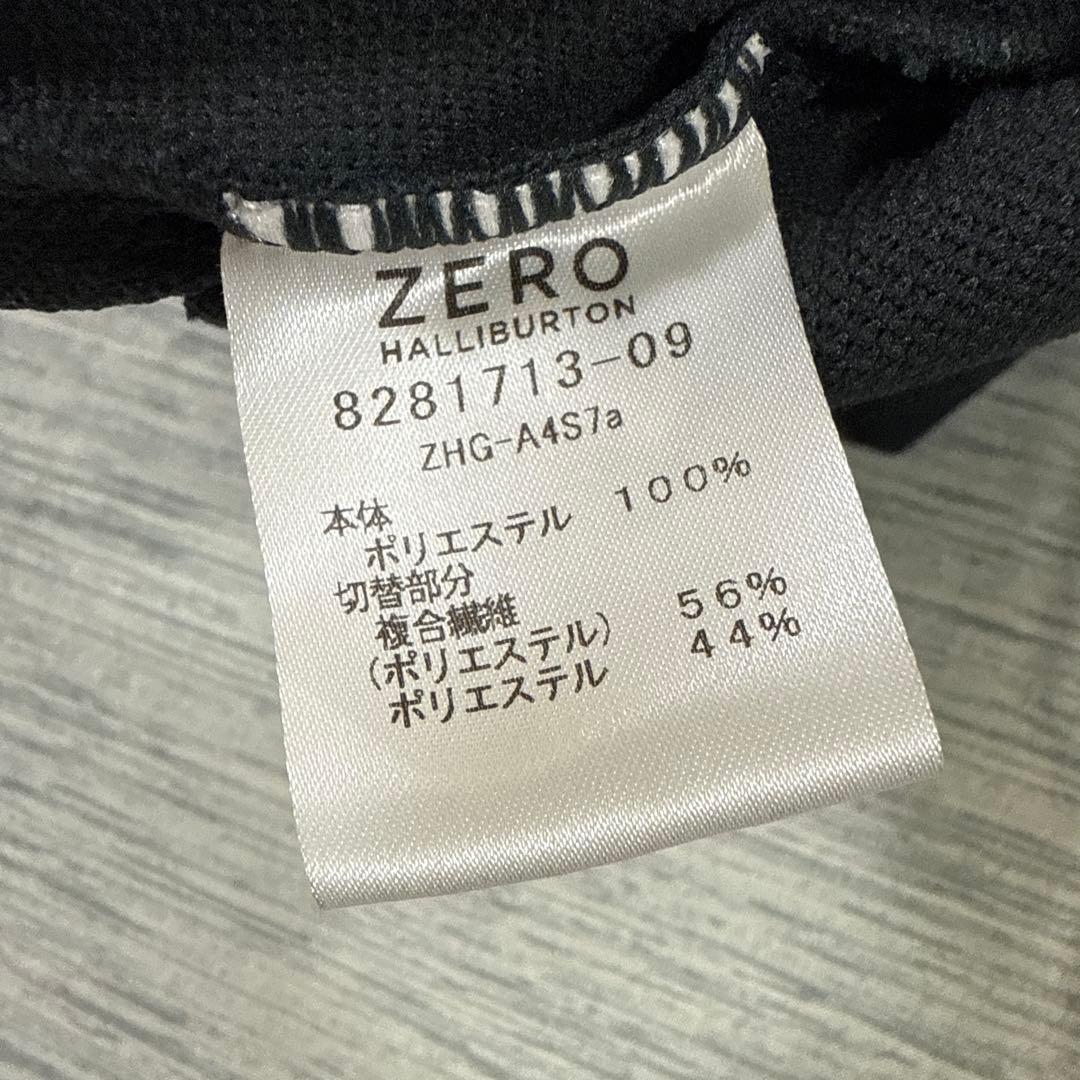 ZERO
HALLIBURTON
8281713-09
ZHG-A4S7a
本体
ポリエステル 100%
切替部分
複合繊維
(ポリエステル) 56%
ポリエステル 44%